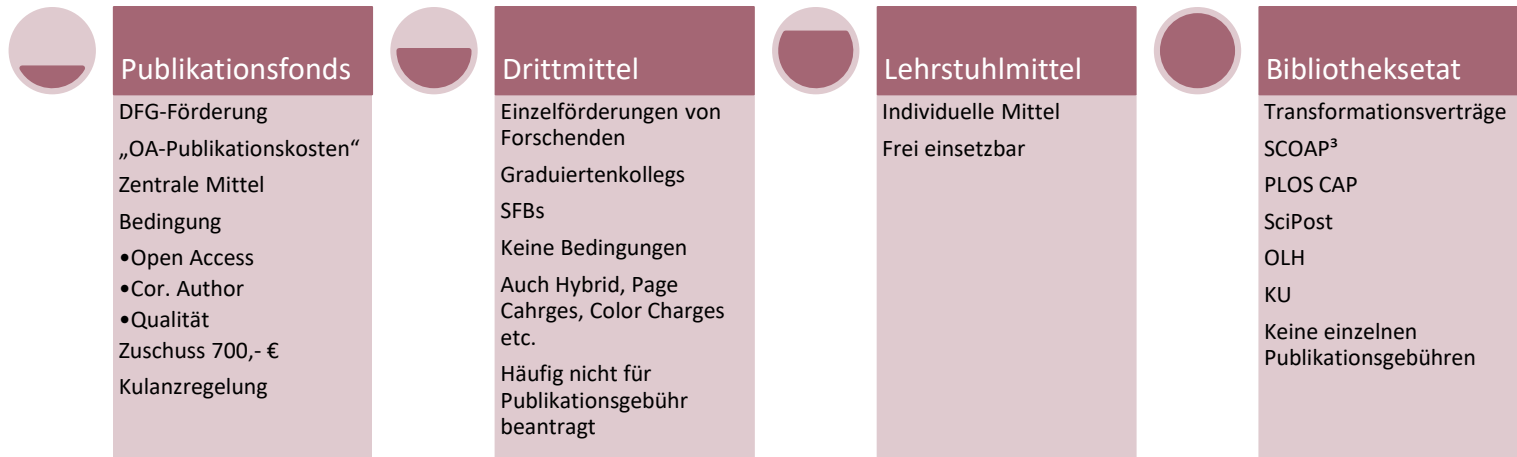 Publikationsfonds
DFG-Förderung
„OA-Publikationskosten“
Zentrale Mittel
Bedingung
•Open Access
•Cor. Author
•Qualität
Zuschuss 700,- €
Kulanzregelung
Drittmittel
Einzelförderungen von
Forschenden
Graduiertenkollegs
SFBs
Keine Bedingungen
Auch Hybrid, Page
Cahrges, Color Charges
etc.
Häufig nicht für
Publikationsgebühr
beantragt
Lehrstuhlmittel
Individuelle Mittel
Frei einsetzbar
Bibliotheksetat
Transformationsverträge
SCOAP³
PLOS CAP
SciPost
OLH
KU
Keine einzelnen
Publikationsgebühren